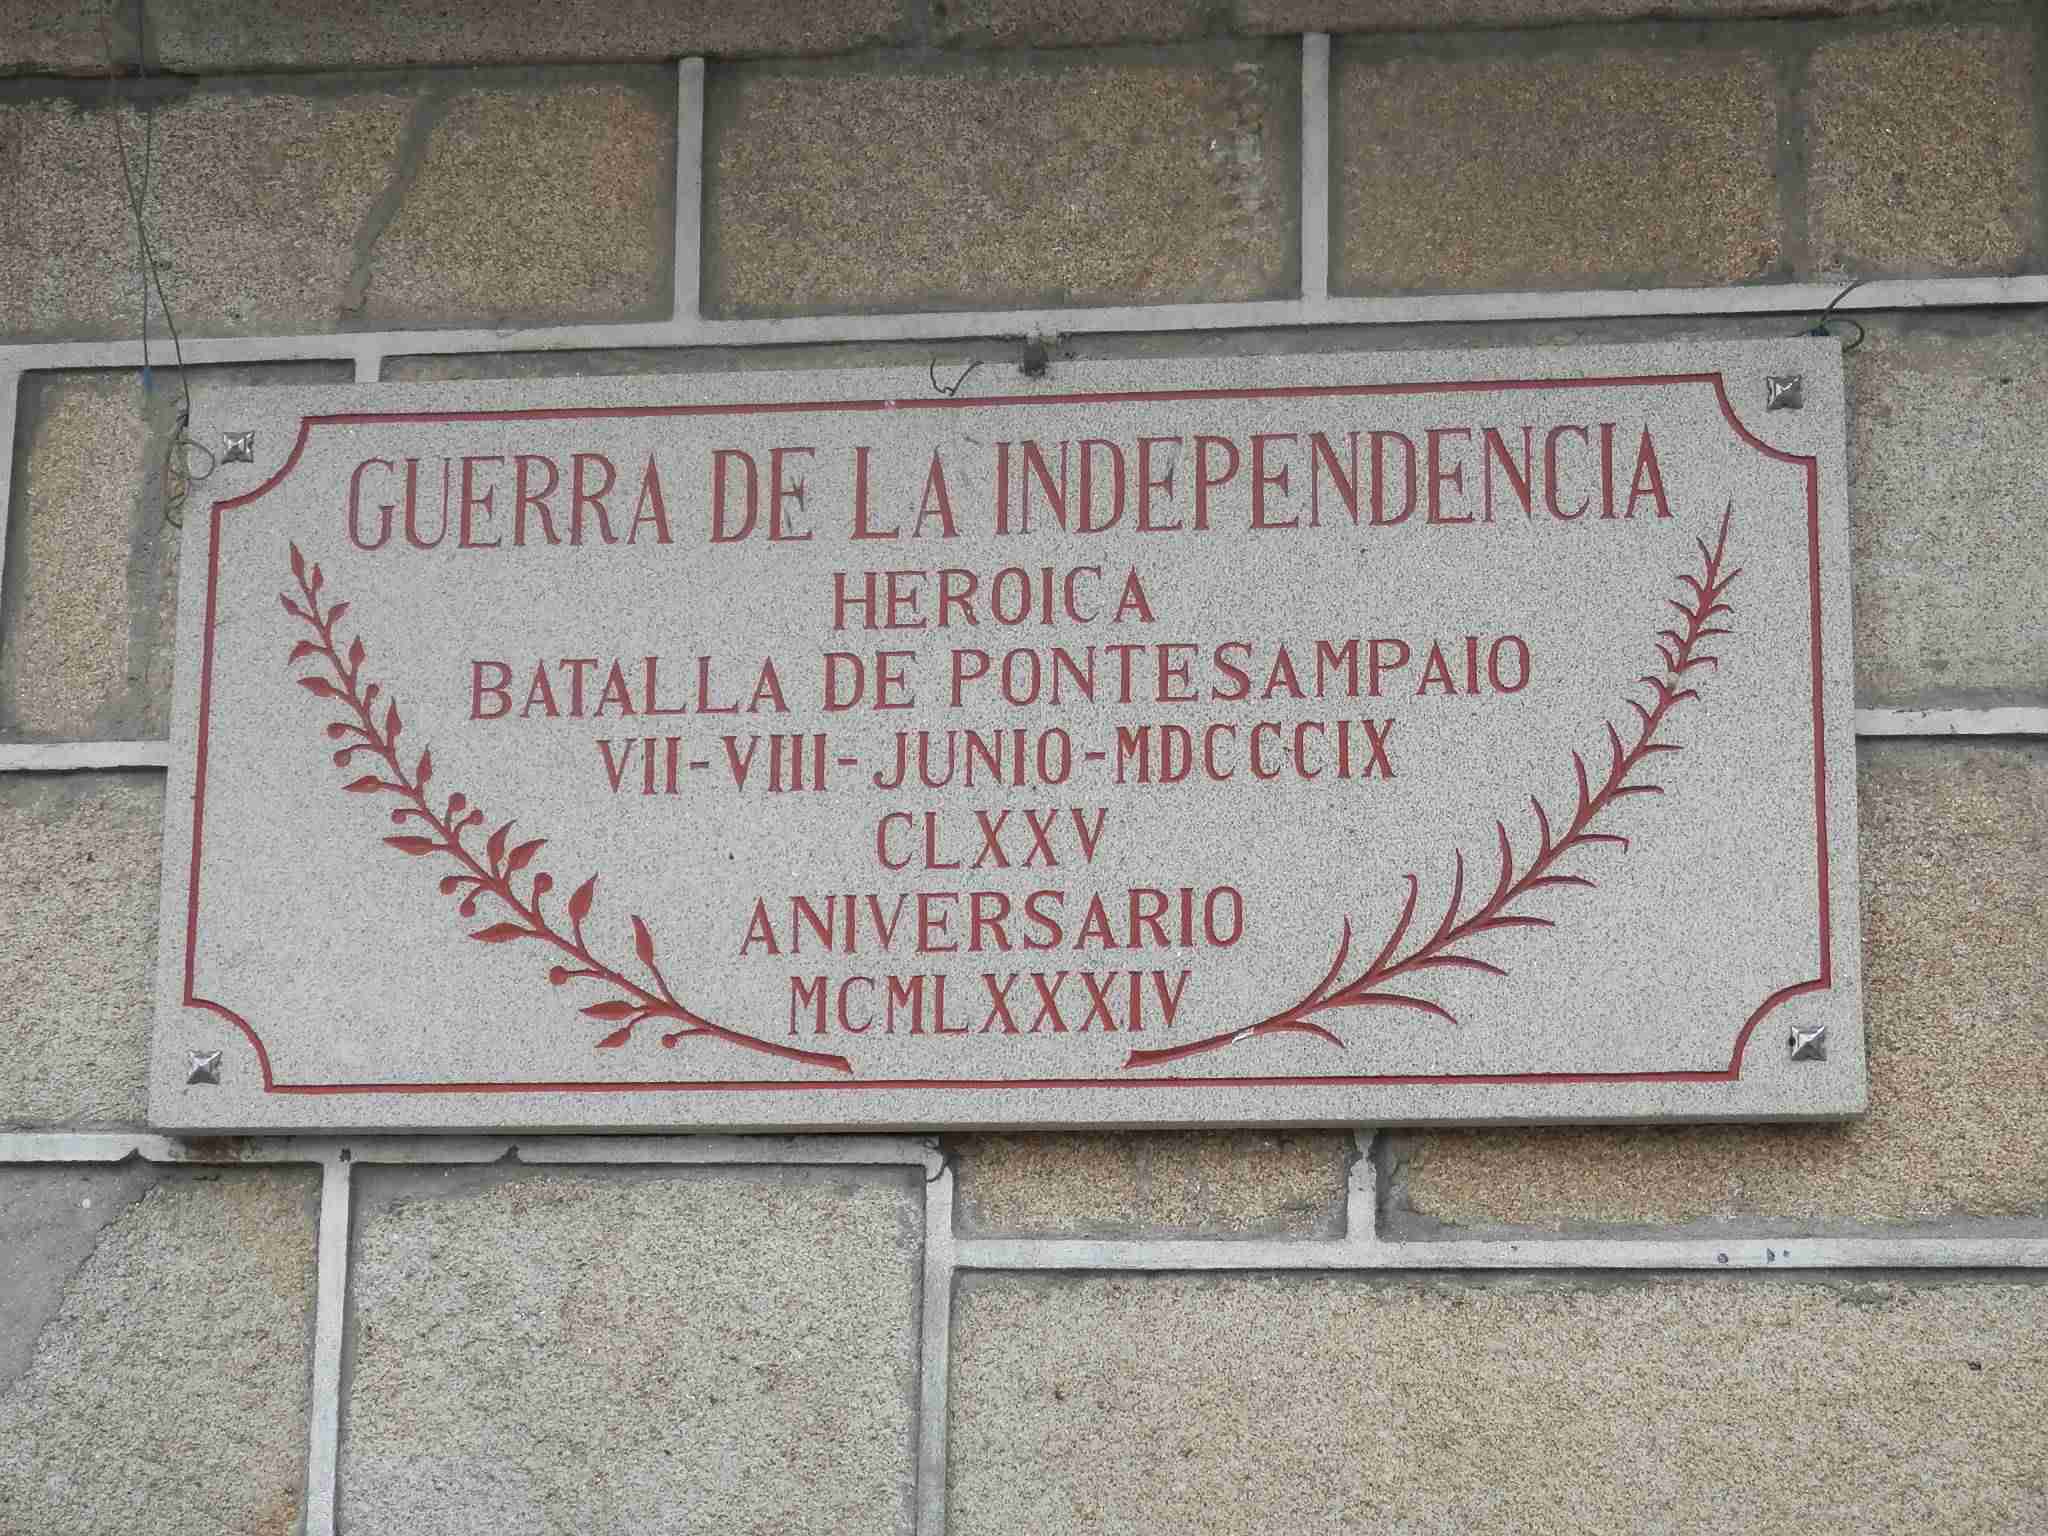 GUERRA DE LA INDEPENDENCIA
HEROICA
BATALLA DE PONTESAMPAIO
VII-VIII-JUNIO-MDCCCIX
CLXXV
ANIVERSARIO
MCMLXXXIV